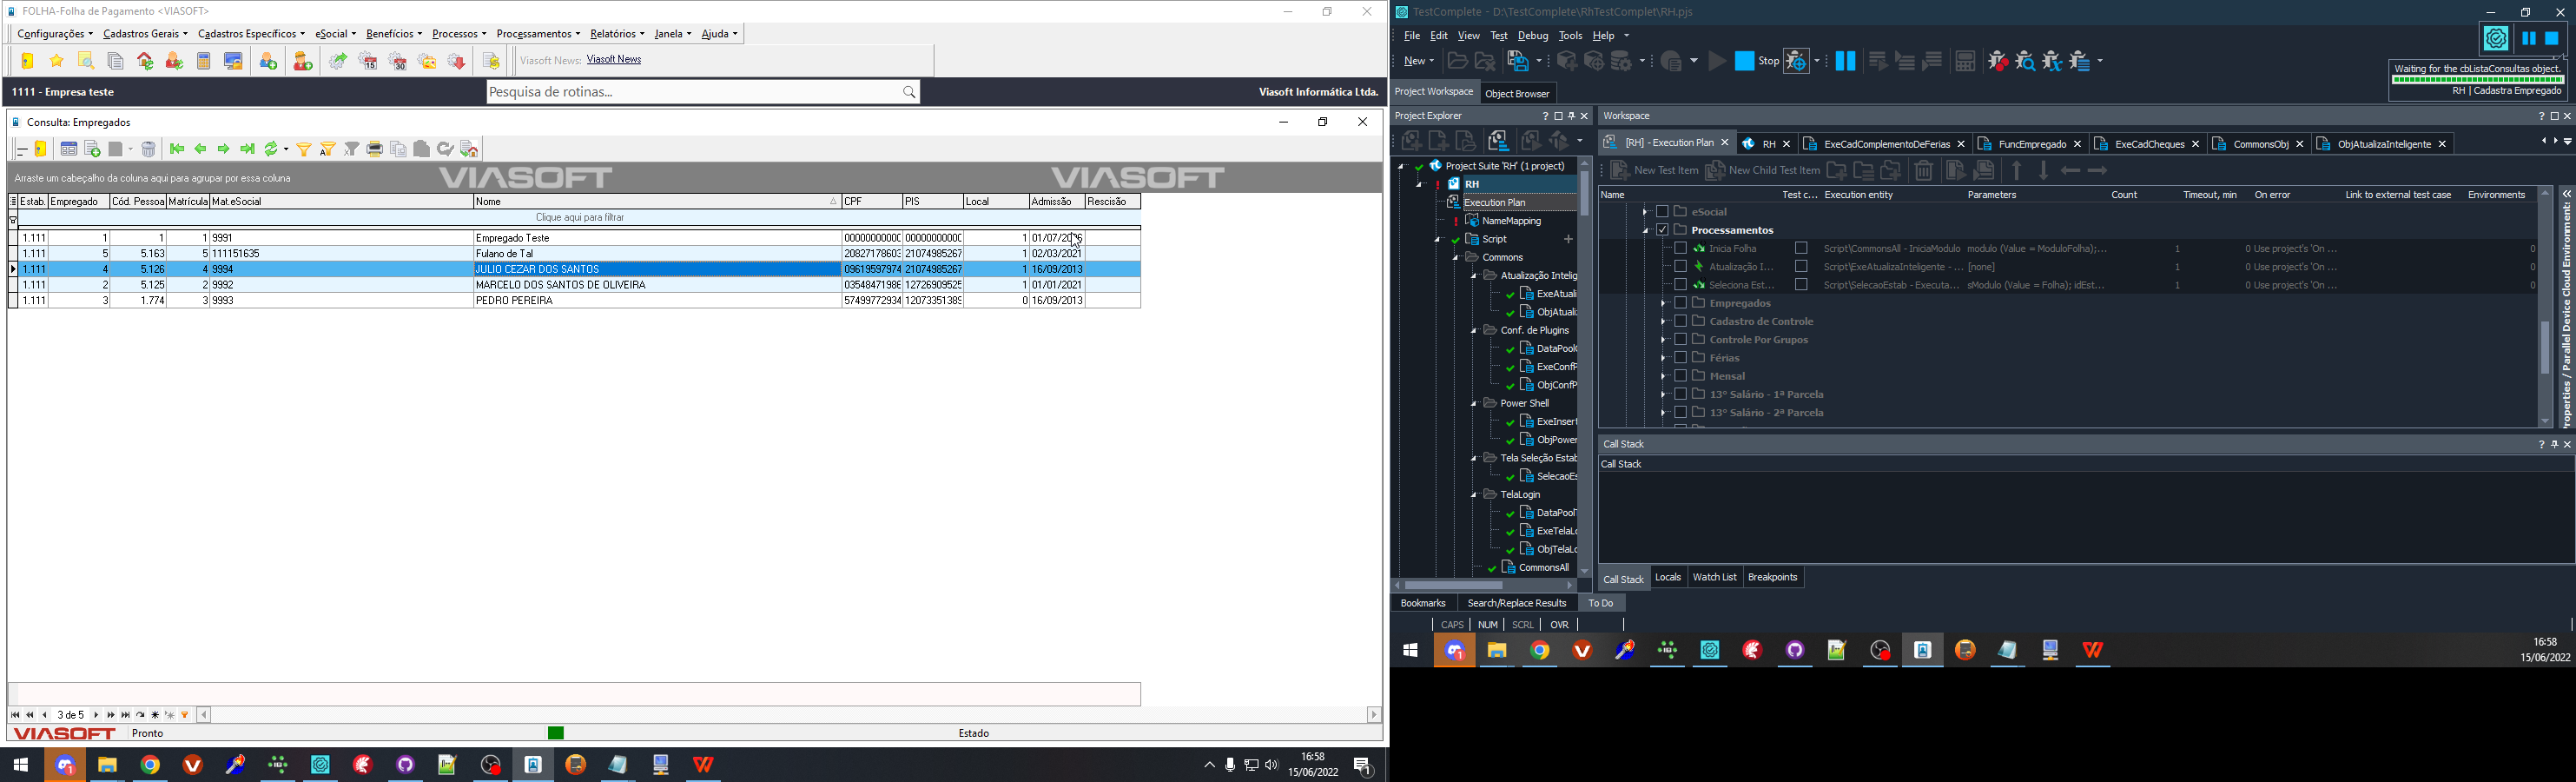 FOLHA-Folha de Pagamento <VIASOFT>
Configurações Cadastros Gerais Cadastros Específicos eSocial Benefícios Processos Processamentos Relatórios Janela Ajuda
Viasoft News: Viasoft News
1111 - Empresa teste
Pesquisa de rotinas...
Viasoft Informática Ltda.
Consulta: Empregados
Arraste um cabeçalho da coluna aqui para agrupar por essa coluna
VIASOFT VIASOFT
Estab. Empregado Cód. Pessoa Matrícula Mat.eSocial Nome CPF PIS Local Admissão Rescisão
Clique aqui para filtrar
1.111 1 1 1 9991 Empregado Teste 0000000000C 0000000000C 1
1.111 5 5.163 5 111151635 Fulano de Tal 2082717860 21074985267 1 02/03/2021
1.111 4 5.126 4 9994 JULIO CEZAR DOS SANTOS 09619597974 21074985267 1 16/09/2013
1.111 2 5.125 2 9992 MARCELO DOS SANTOS DE OLIVEIRA 03548471986 12726909525 1 01/01/2021
1.111 3 1.774 3 9993 PEDRO PEREIRA 57499772934 1207335138 0 16/09/2013
3 de 5
VIASOFT Pronto Estado
16:58
15/06/2022
TestComplete - D:\TestComplete\RhTestComplet\RH.pjs
File Edit View Test Debug Tools Help
New Stop
Waiting for the cbListaConsultas object.
RH | Cadastra Empregado
Project Workspace Object Browser
Project Explorer
Project Suite 'RH' (1 project)
RH
Execution Plan
NameMapping
Script
Commons
Atualização Intelig
ExeAtuali
ObjAtuali
Conf. de Plugins
DataPoolC
ExeConfP
ObjConfP
Power Shell
ExeInsert
ObjPower
Tela Seleção Estab
SelecaoEs
TelaLogin
DataPoolT
ExeTelaLo
ObjTelaLo
CommonsAll
Workspace
[RH] - Execution Plan RH ExeCadComplementoDeFerias FuncEmpregado ExeCadCheques CommonsObj ObjAtualizaInteligente
New Test Item New Child Test Item
Name Test c... Execution entity Parameters Count Timeout, min On error Link to external test case Environments
eSocial
Processamentos
Inicia Folha Script\CommonsAll - IniciaModulo modulo (Value = ModuloFolha);... 1 0 Use project's 'On ... 0
Atualização I... Script\ExeAtualizaInteligente - ... [none] 1 0 Use project's 'On ... 0
Seleciona Est... Script\SelecaoEstab - Executa... sModulo (Value = Folha); idEst... 1 0 Use project's 'On ... 0
Empregados
Cadastro de Controle
Controle Por Grupos
Férias
Mensal
13º Salário - 1ª Parcela
13º Salário - 2ª Parcela
Properties / Parallel Device Cloud Environment:
Call Stack
Call Stack
Call Stack Locals Watch List Breakpoints
Bookmarks Search/Replace Results To Do
CAPS NUM SCRL OVR
16:58
15/06/2022